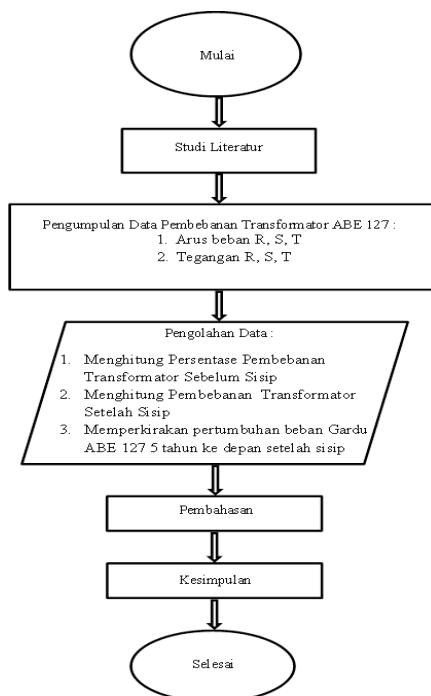 Mulai
Studi Literatur
Pengumpulan Data Pembebanan Transformator ABE 127 :
1. Arus beban R, S, T
2. Tegangan R, S, T
Pengolahan Data :
1. Menghitung Persentase Pembebanan
Transformator Sebelum Sisip
2. Menghitung Pembebanan Transformator
Setelah Sisip
3. Memperkirakan pertumbuhan beban Gardu
ABE 127 5 tahun ke depan setelah sisip
Pembahasan
Kesimpulan
Selesai